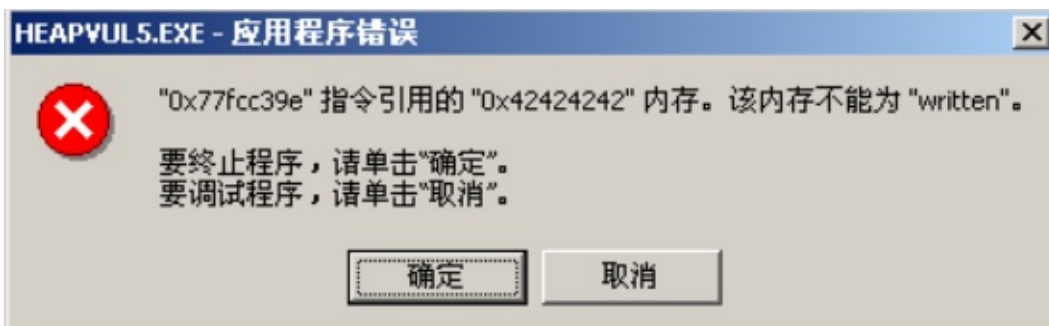 HEAPVUL5.EXE - 应用程序错误
"0x77fcc39e" 指令引用的 "0x42424242" 内存。该内存不能为 "written"。
要终止程序，请单击“确定”。
要调试程序，请单击“取消”。
确定
取消